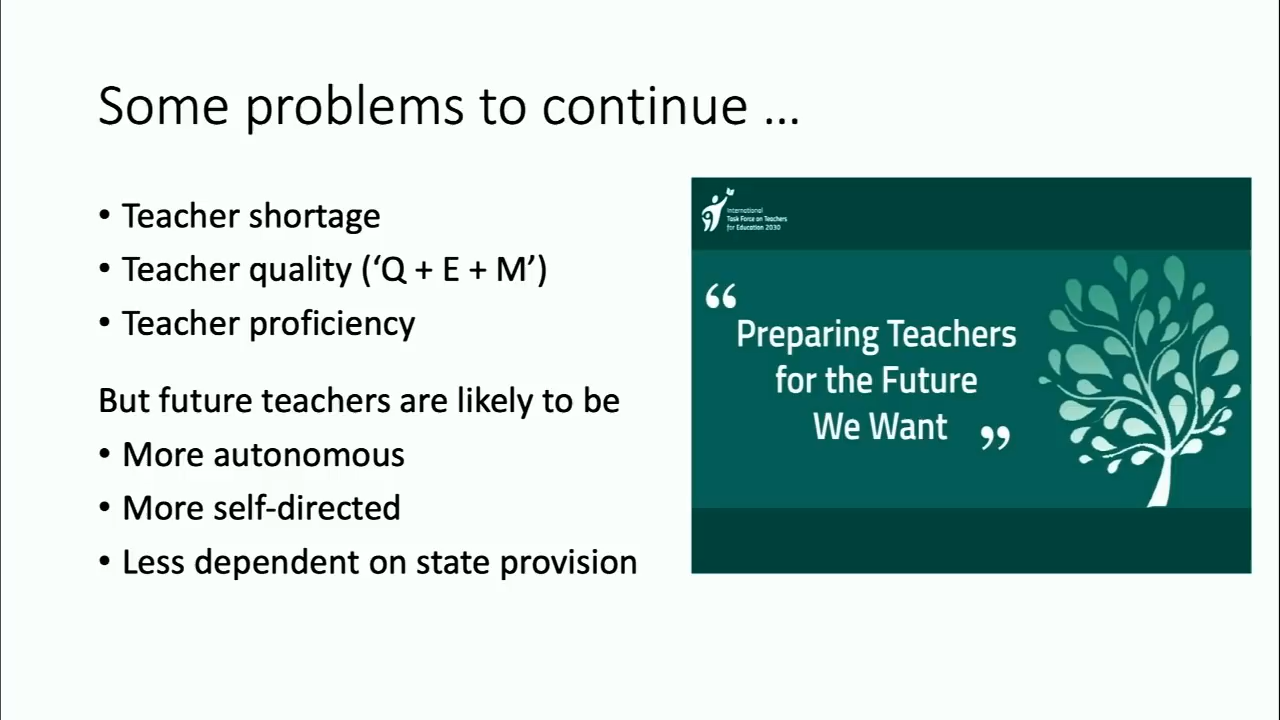 Some problems to continue …
• Teacher shortage
• Teacher quality (‘Q + E + M’)
• Teacher proficiency
But future teachers are likely to be
• More autonomous
• More self-directed
• Less dependent on state provision
International
Task Force on Teachers
for Education 2030
“
Preparing Teachers
for the Future
We Want ”